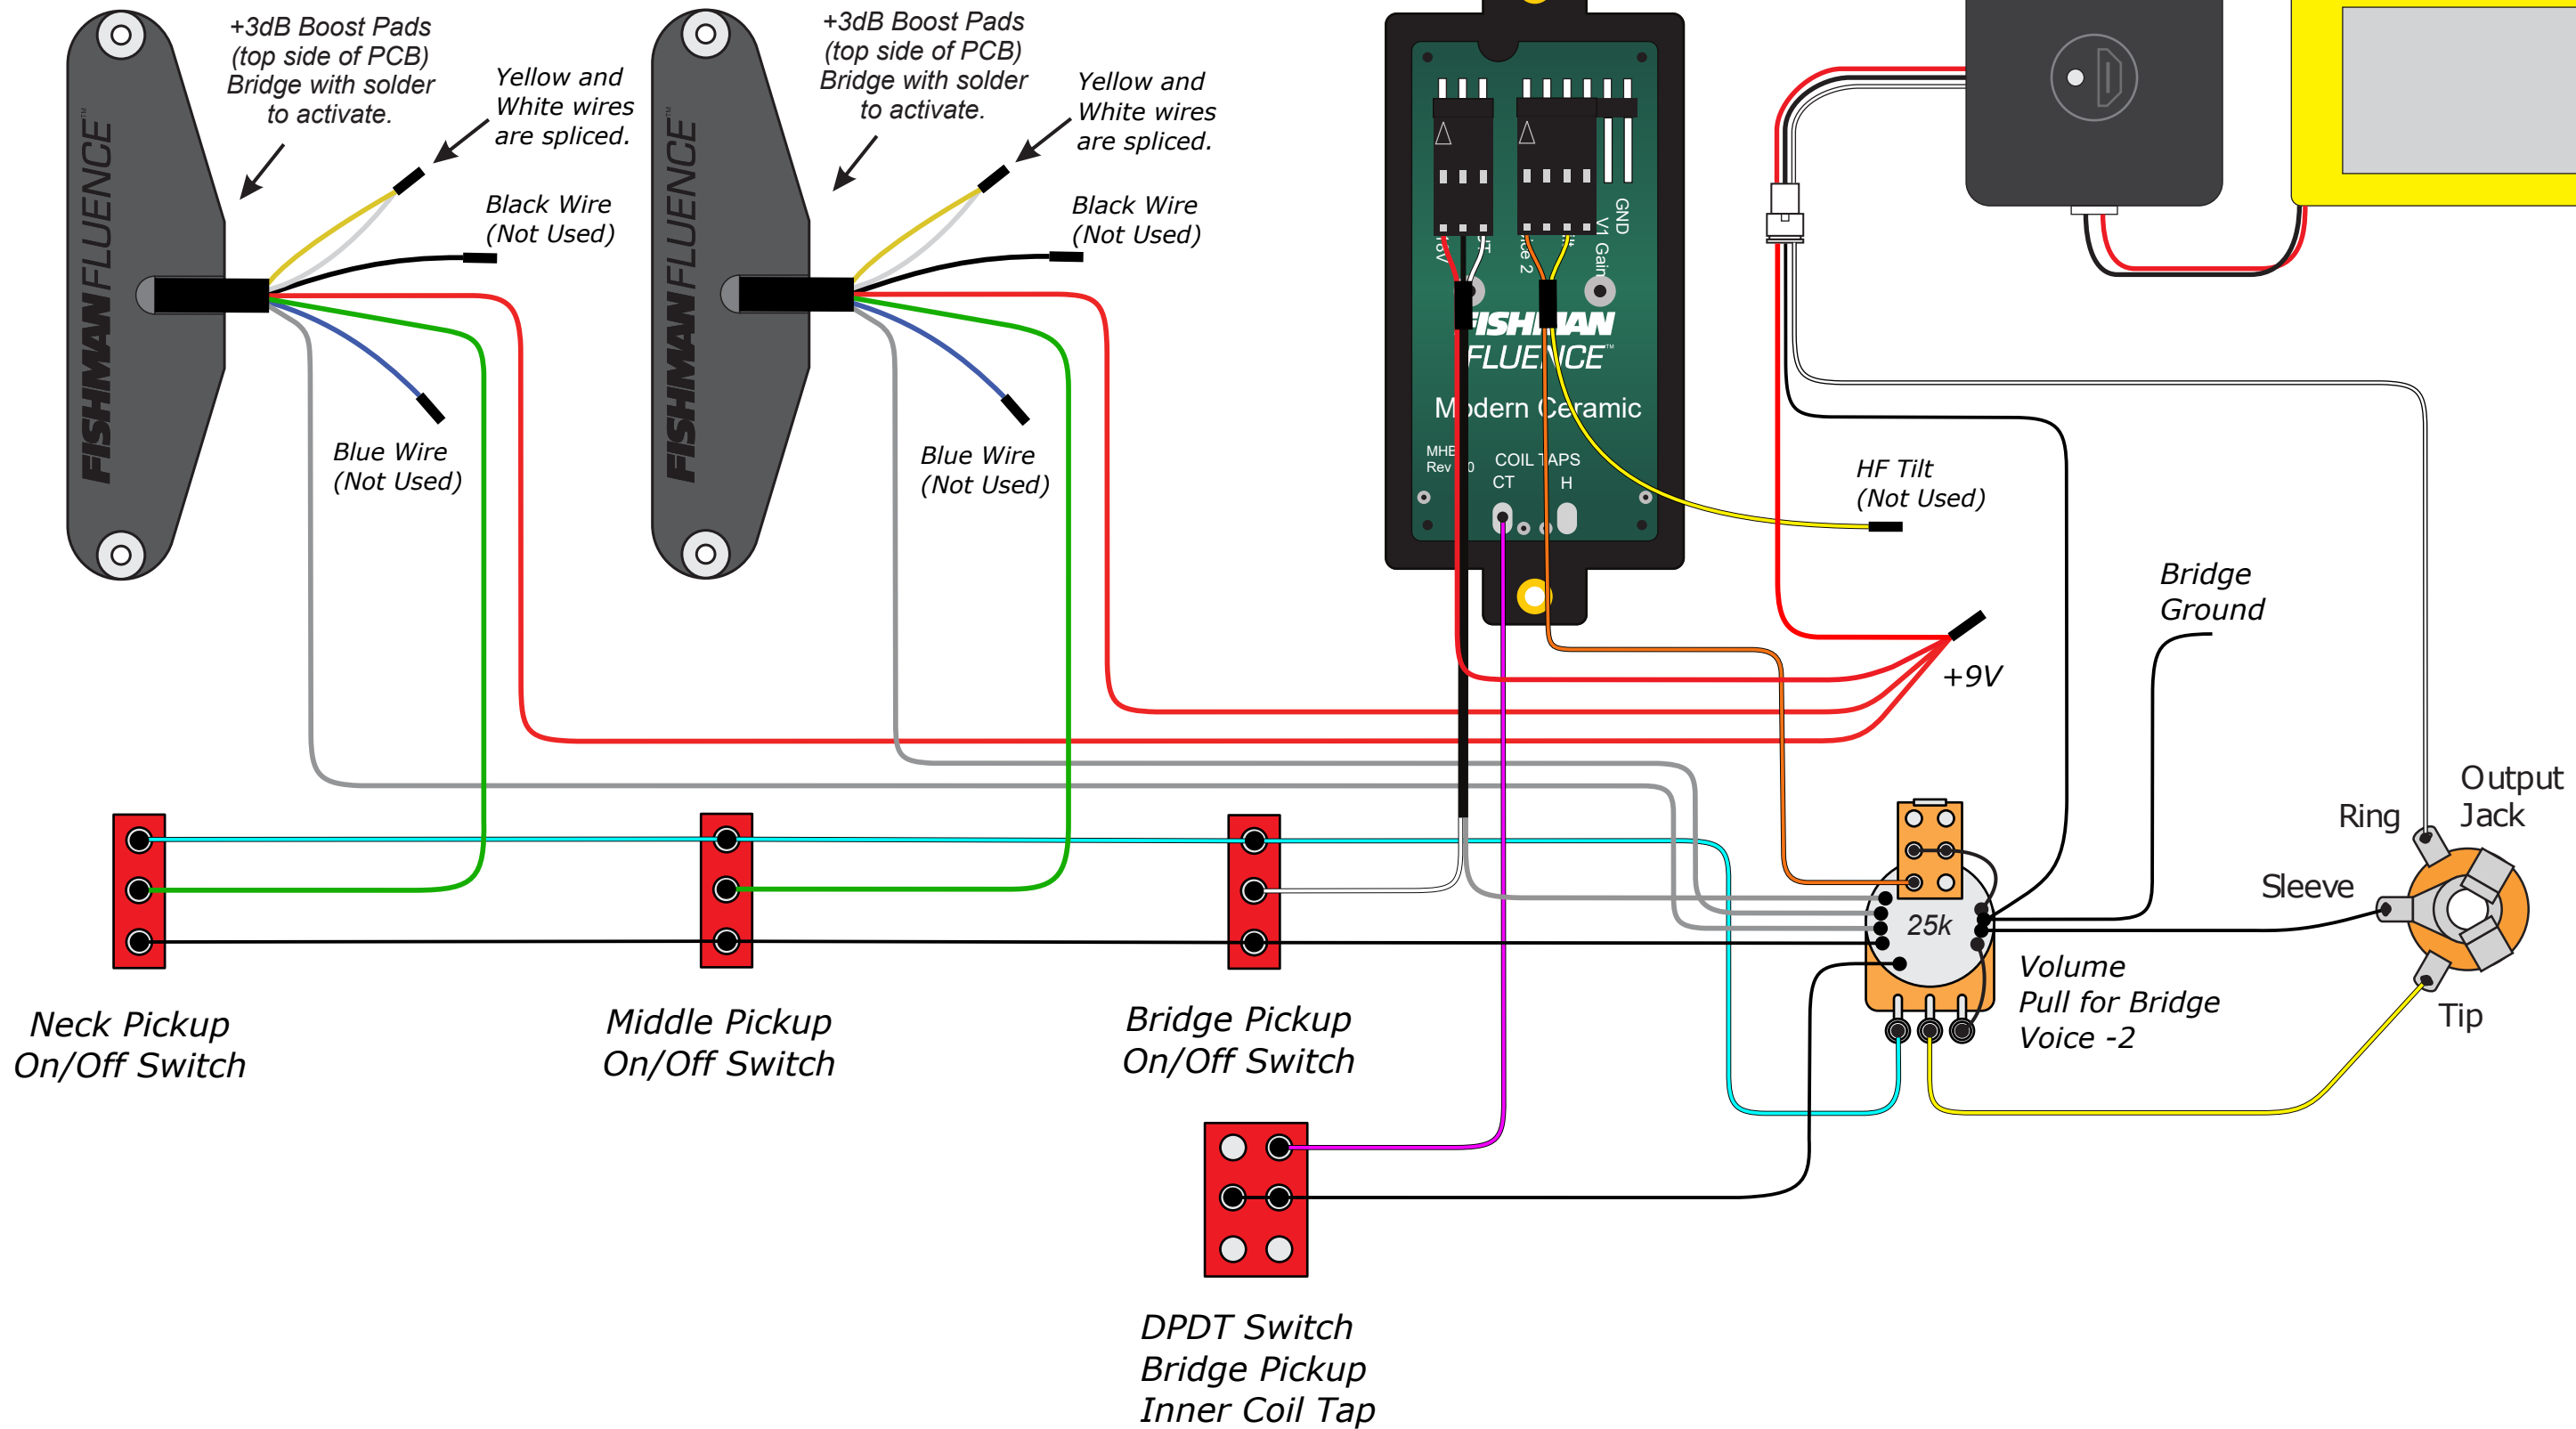 +3dB Boost Pads
(top side of PCB)
Bridge with solder
to activate.
Yellow and
White wires
are spliced.
Black Wire
(Not Used)
Blue Wire
(Not Used)
FISHMAN FLUENCE™
+3dB Boost Pads
(top side of PCB)
Bridge with solder
to activate.
Yellow and
White wires
are spliced.
Black Wire
(Not Used)
Blue Wire
(Not Used)
FISHMAN FLUENCE™
GND
V1 Gain
FISHMAN
FLUENCE™
Modern Ceramic
COIL TAPS
CT
H
HF Tilt
(Not Used)
Bridge
Ground
+9V
Output
Jack
Ring
Sleeve
Tip
25k
Volume
Pull for Bridge
Voice -2
Neck Pickup
On/Off Switch
Middle Pickup
On/Off Switch
Bridge Pickup
On/Off Switch
DPDT Switch
Bridge Pickup
Inner Coil Tap